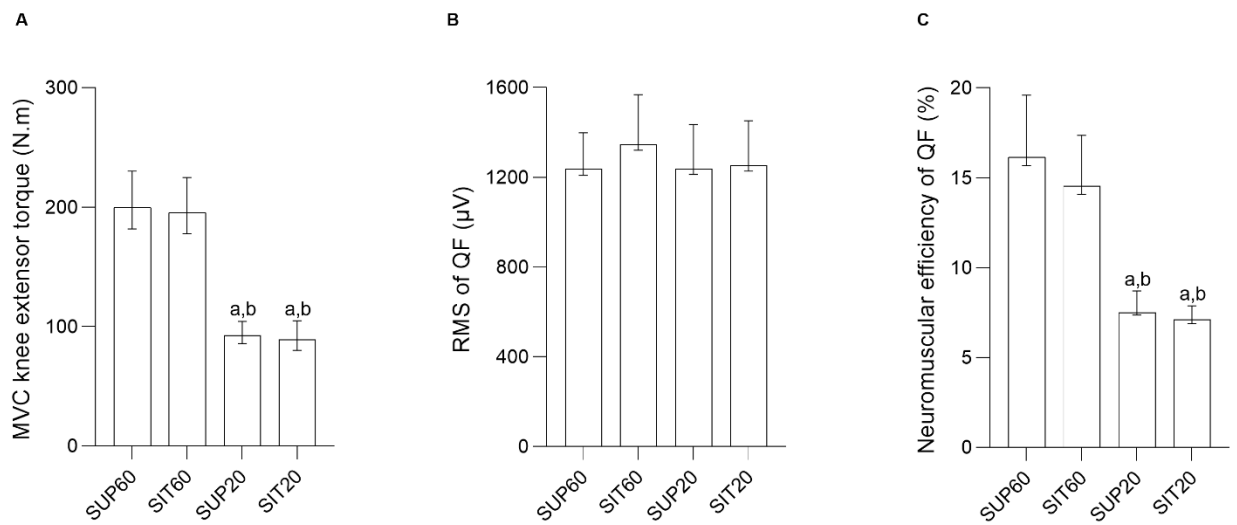 A
MVC knee extensor torque (N.m)
300
200
100
0
a,b
a,b
SUP60
SIT60
SUP20
SIT20
B
RMS of QF (µV)
1600
1200
800
400
0
SUP60
SIT60
SUP20
SIT20
C
Neuromuscular efficiency of QF (%)
20
15
10
5
0
a,b
a,b
SUP60
SIT60
SUP20
SIT20